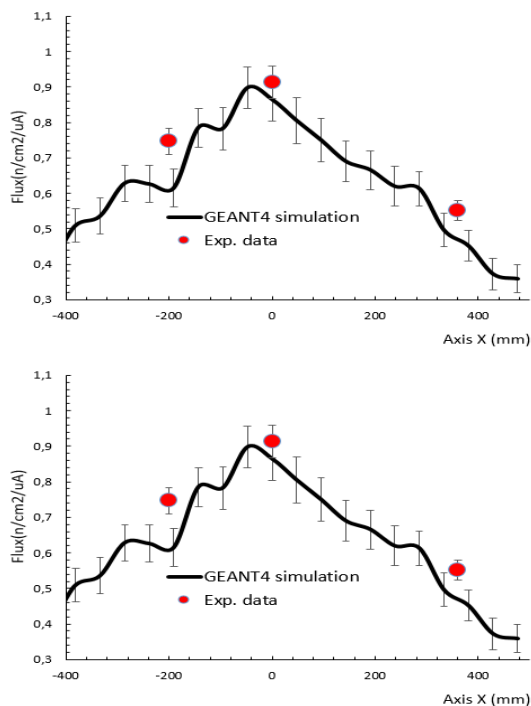 1,1
1
0,9
0,8
0,7
0,6
0,5
0,4
0,3
Flux(n/cm2/uA)
GEANT4 simulation
Exp. data
-400 -200 0 200 400
Axis X (mm)
1,1
1
0,9
0,8
0,7
0,6
0,5
0,4
0,3
Flux(n/cm2/uA)
GEANT4 simulation
Exp. data
-400 -200 0 200 400
Axis X (mm)